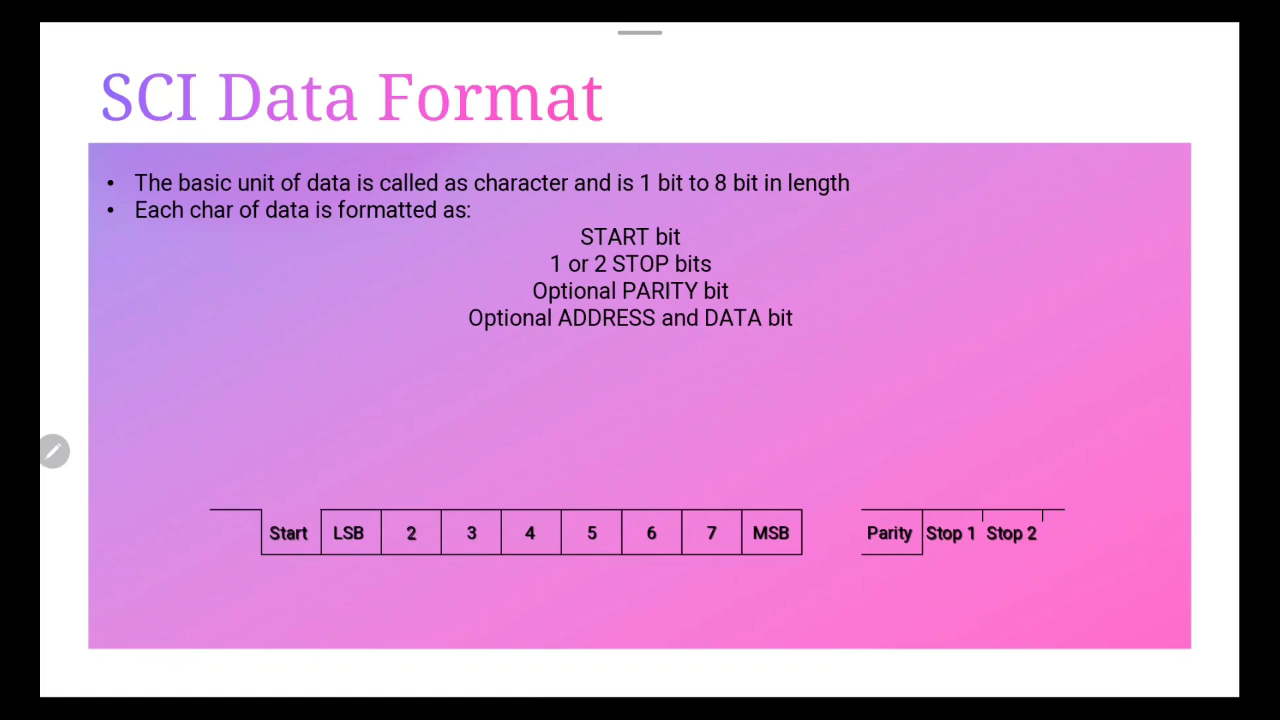 SCI Data Format
• The basic unit of data is called as character and is 1 bit to 8 bit in length
• Each char of data is formatted as:
START bit
1 or 2 STOP bits
Optional PARITY bit
Optional ADDRESS and DATA bit
Start LSB 2 3 4 5 6 7 MSB Parity Stop 1 Stop 2